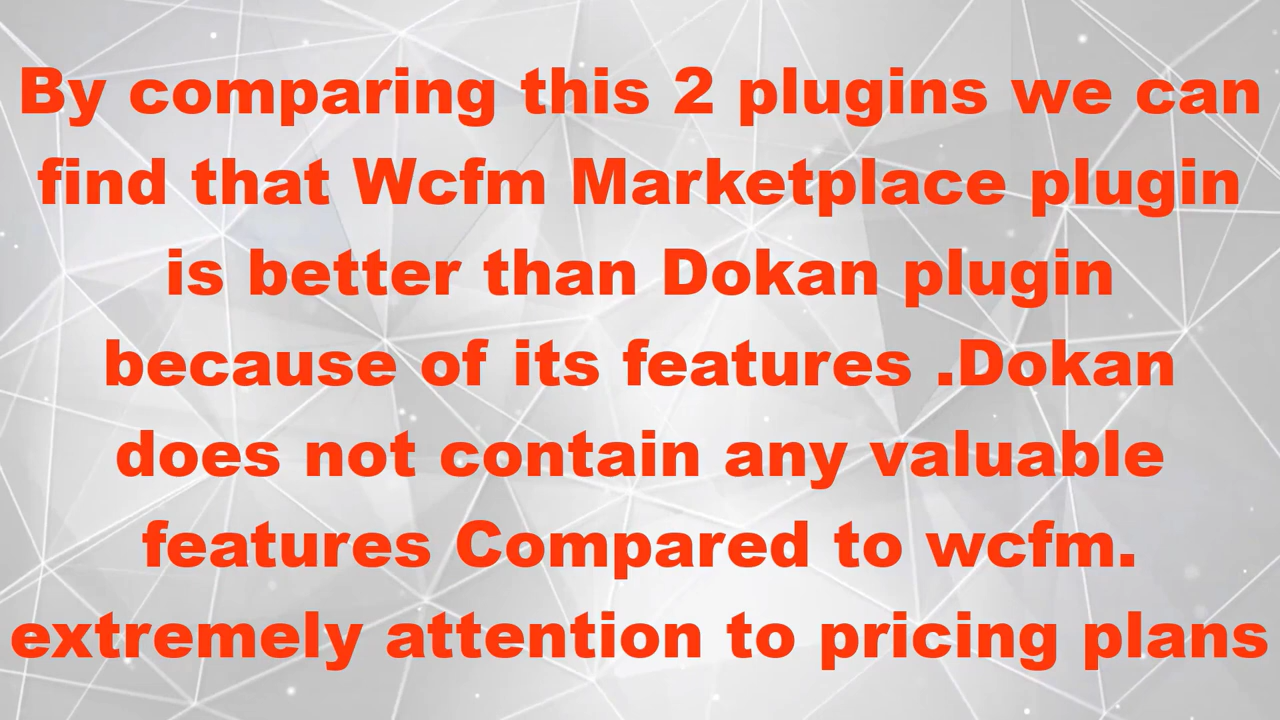 By comparing this 2 plugins we can
find that Wcfm Marketplace plugin
is better than Dokan plugin
because of its features .Dokan
does not contain any valuable
features Compared to wcfm.
extremely attention to pricing plans